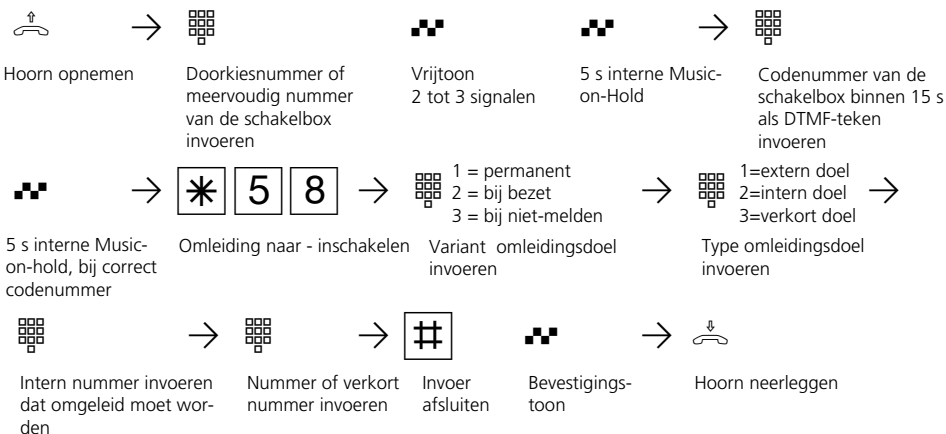 Hoorn opnemen
Doorkiesnummer of
meervoudig nummer
van de schakelbox
invoeren
Vrijtoon
2 tot 3 signalen
5 s interne Music-
on-Hold
Codenummer van de
schakelbox binnen 15 s
als DTMF-teken
invoeren
5 s interne Music-
on-hold, bij correct
codenummer
* 5 8
Omleiding naar - inschakelen
1 = permanent
2 = bij bezet
3 = bij niet-melden
Variant omleidingsdoel
invoeren
1=extern doel
2=intern doel
3=verkort doel
Type omleidingsdoel
invoeren
Intern nummer invoeren
dat omgeleid moet wor-
den
Nummer of verkort
nummer invoeren
#
Invoer
afsluiten
Bevestigings-
toon
Hoorn neerleggen